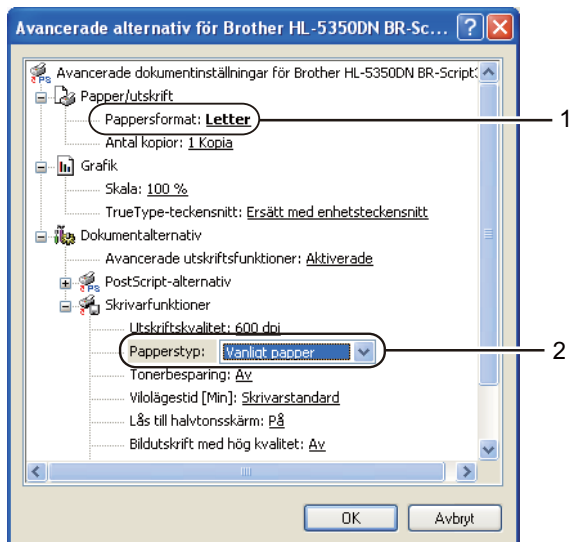 Avancerade alternativ för Brother HL-5350DN BR-Sc...
Avancerade dokumentinställningar för Brother HL-5350DN BR-Script
Papper/utskrift
Pappersformat: Letter
1
Antal kopior: 1 Kopia
Grafik
Skala: 100 %
TrueType-teckensnitt: Ersätt med enhetsteckensnitt
Dokumentalternativ
Avancerade utskriftsfunktioner: Aktiverade
PostScript-alternativ
Skrivarfunktioner
Utskriftskvalitet: 600 dpi
Papperstyp: Vanligt papper
2
Tonerbesparing: Av
Vilolägestid [Min]: Skrivarstandard
Lås till halvtonsskärm: På
Bildutskrift med hög kvalitet: Av
OK Avbryt